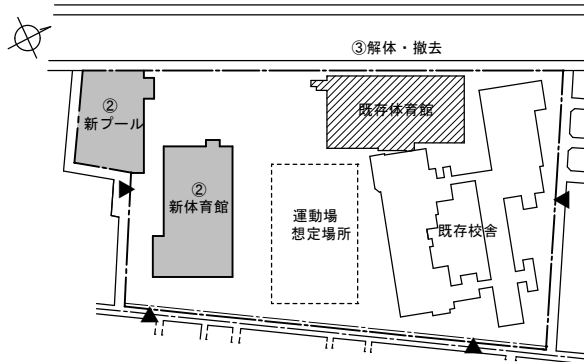 ③解体・撤去
②
新プール
既存体育館
②
新体育館
運動場
想定場所
既存校舎